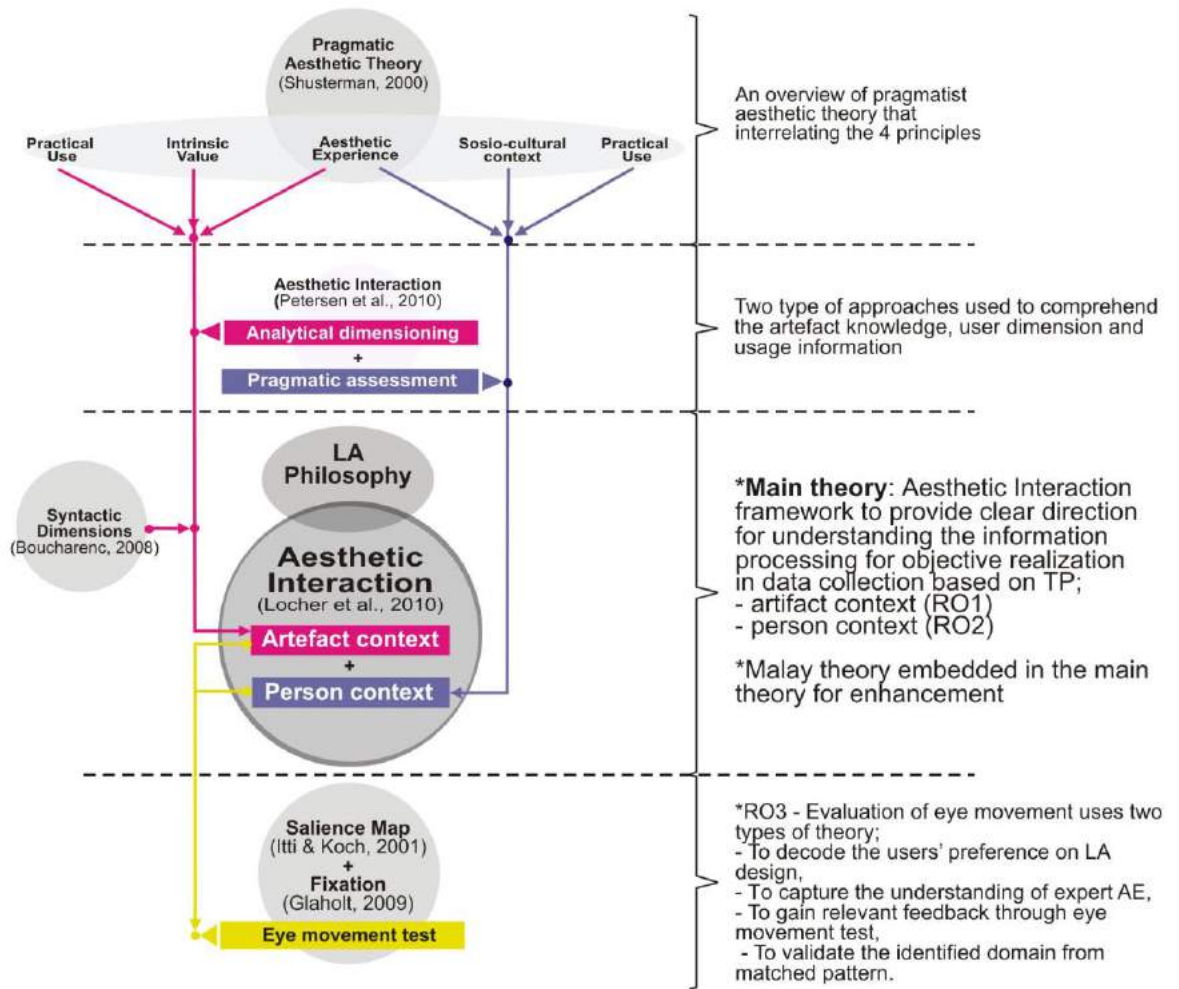 Pragmatic
Aesthetic Theory
(Shusterman, 2000)
Practical
Use
Intrinsic
Value
Aesthetic
Experience
Sosio-cultural
context
Practical
Use
An overview of pragmatist
aesthetic theory that
interrelating the 4 principles
Aesthetic Interaction
(Petersen et al., 2010)
Analytical dimensioning
+
Pragmatic assessment
Two type of approaches used to comprehend
the artefact knowledge, user dimension and
usage information
LA
Philosophy
Syntactic
Dimensions
(Boucharenc, 2008)
Aesthetic
Interaction
(Locher et al., 2010)
Artefact context
+
Person context
*Main theory: Aesthetic Interaction
framework to provide clear direction
for understanding the information
processing for objective realization
in data collection based on TP;
- artifact context (RO1)
- person context (RO2)
*Malay theory embedded in the main
theory for enhancement
Salience Map
(Itti & Koch, 2001)
+
Fixation
(Glaholt, 2009)
Eye movement test
*RO3 - Evaluation of eye movement uses two
types of theory;
- To decode the users' preference on LA
design,
- To capture the understanding of expert AE,
- To gain relevant feedback through eye
movement test,
- To validate the identified domain from
matched pattern.